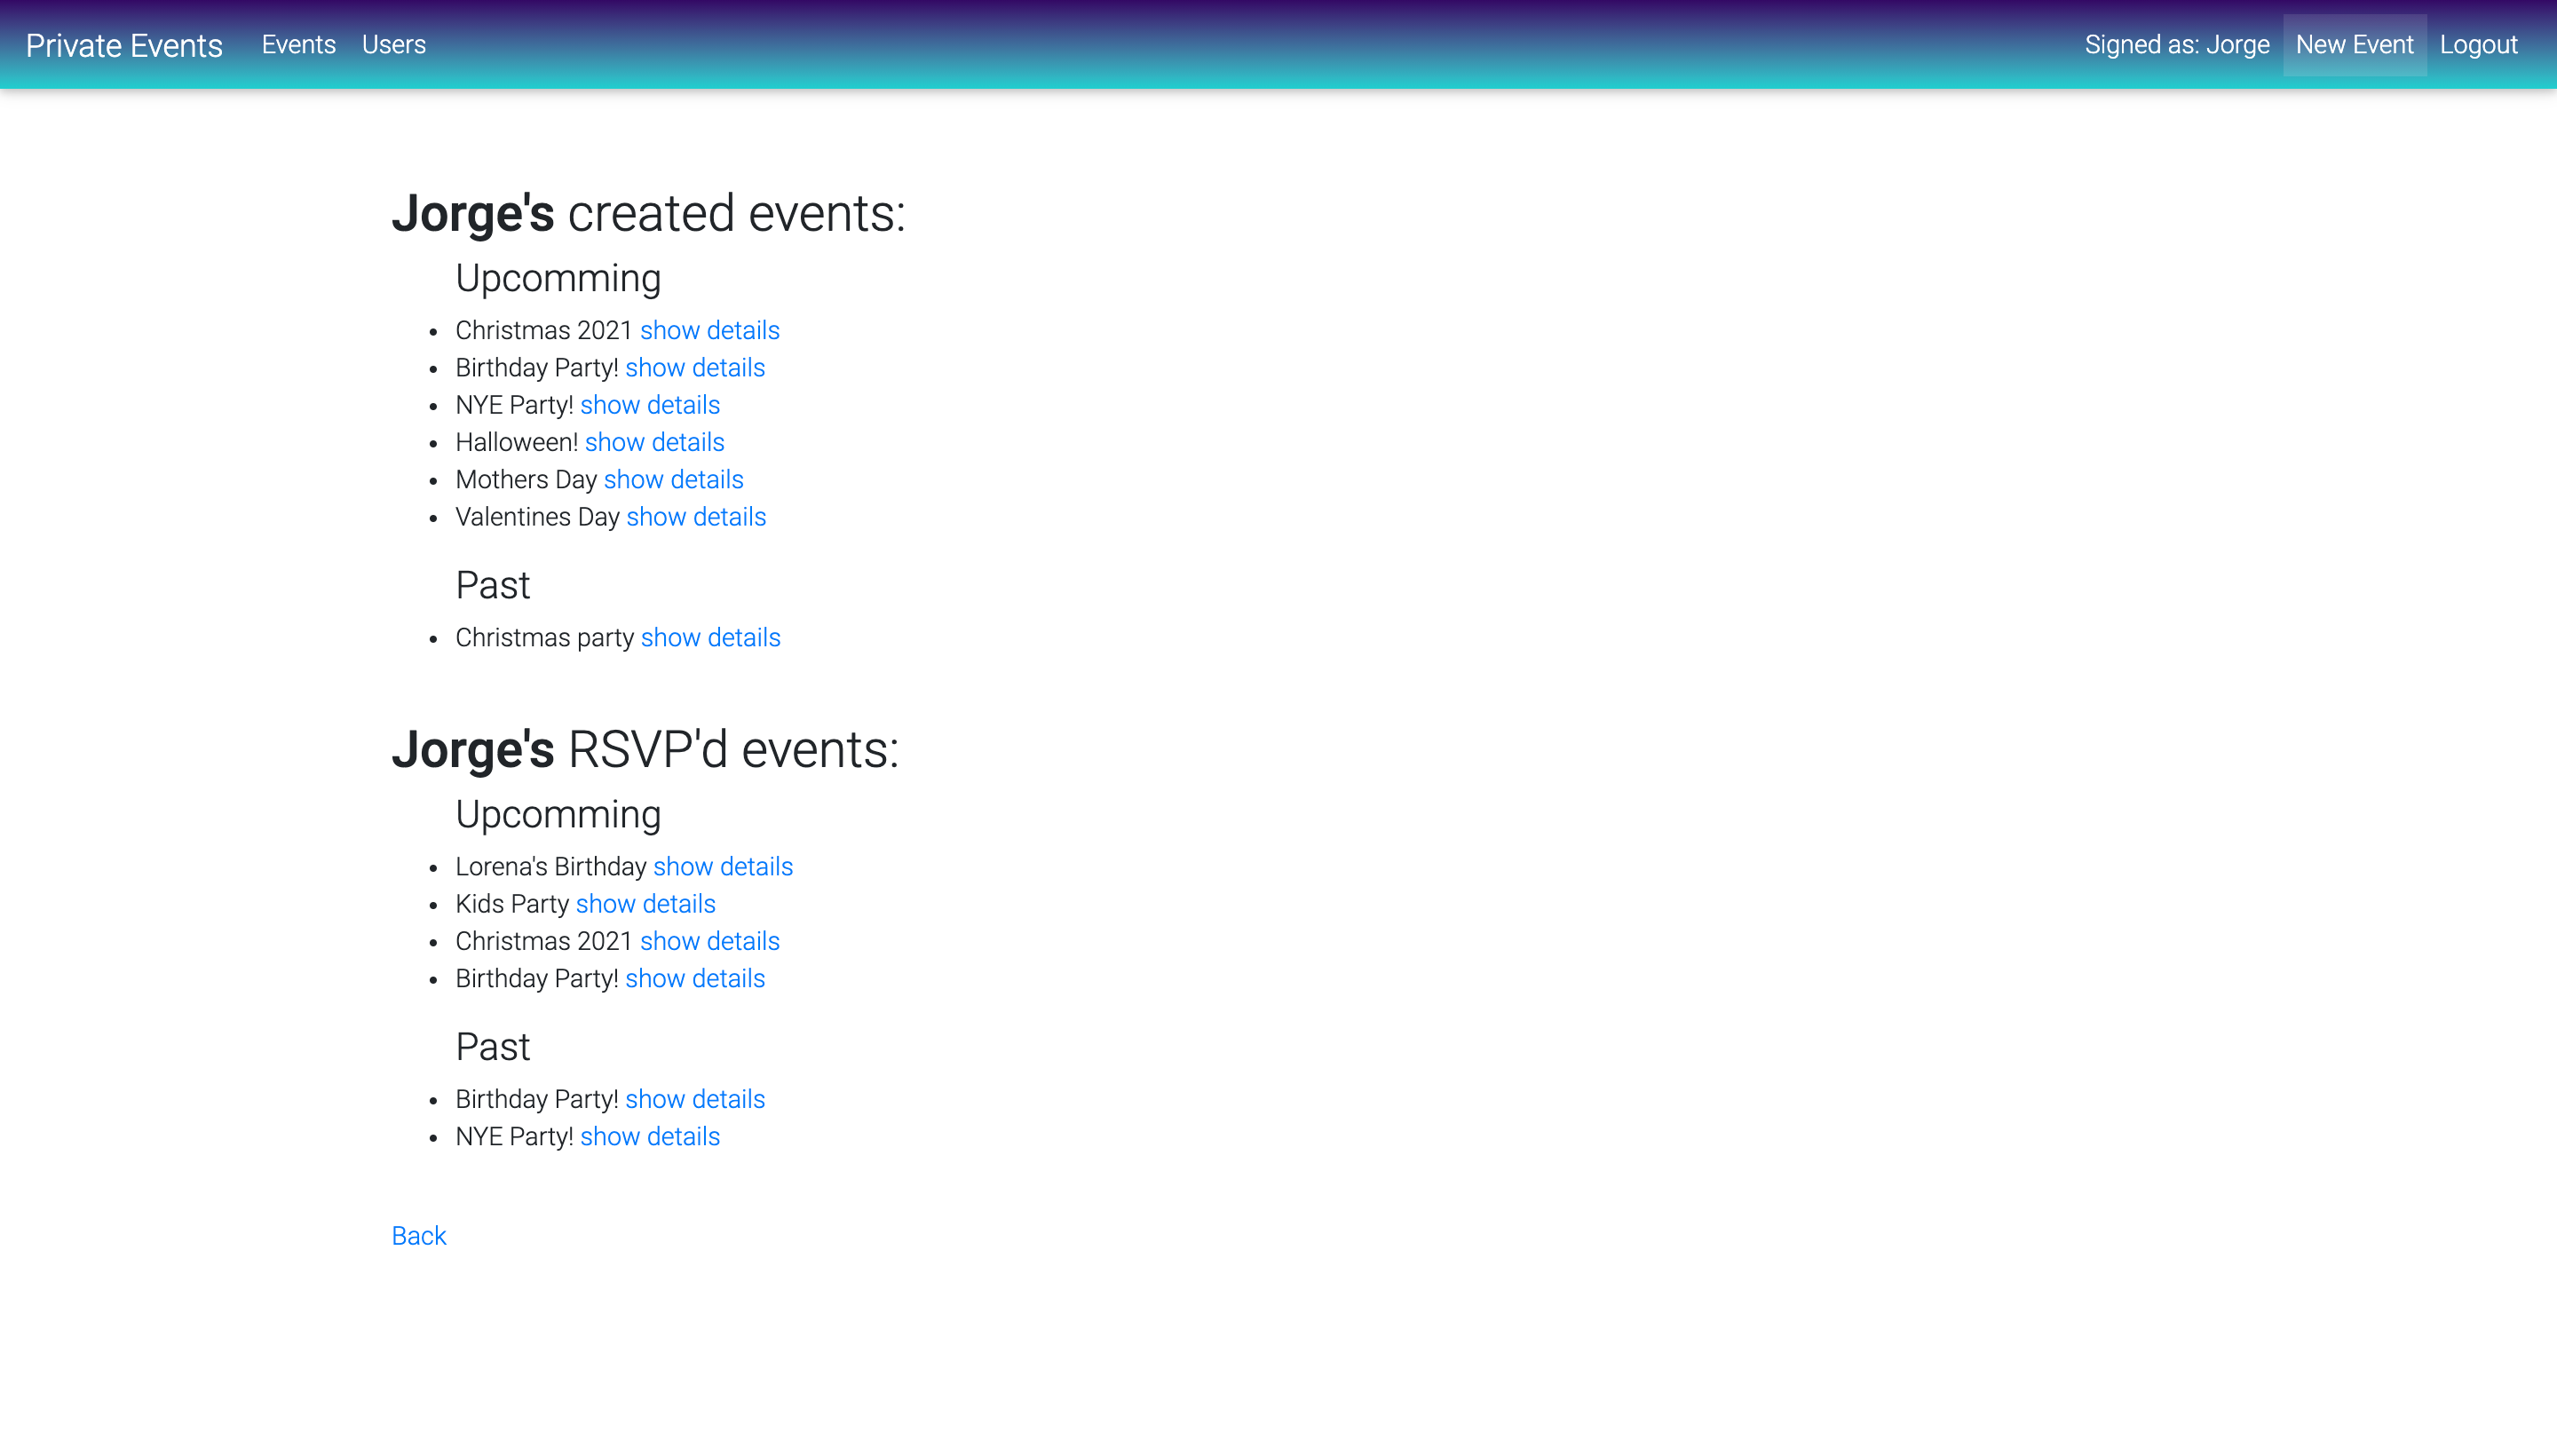 Private Events Events Users Signed as: Jorge New Event Logout
Jorge's created events:
Upcomming
• Christmas 2021 show details
• Birthday Party! show details
• NYE Party! show details
• Halloween! show details
• Mothers Day show details
• Valentines Day show details
Past
• Christmas party show details
Jorge's RSVP'd events:
Upcomming
• Lorena's Birthday show details
• Kids Party show details
• Christmas 2021 show details
• Birthday Party! show details
Past
• Birthday Party! show details
• NYE Party! show details
Back